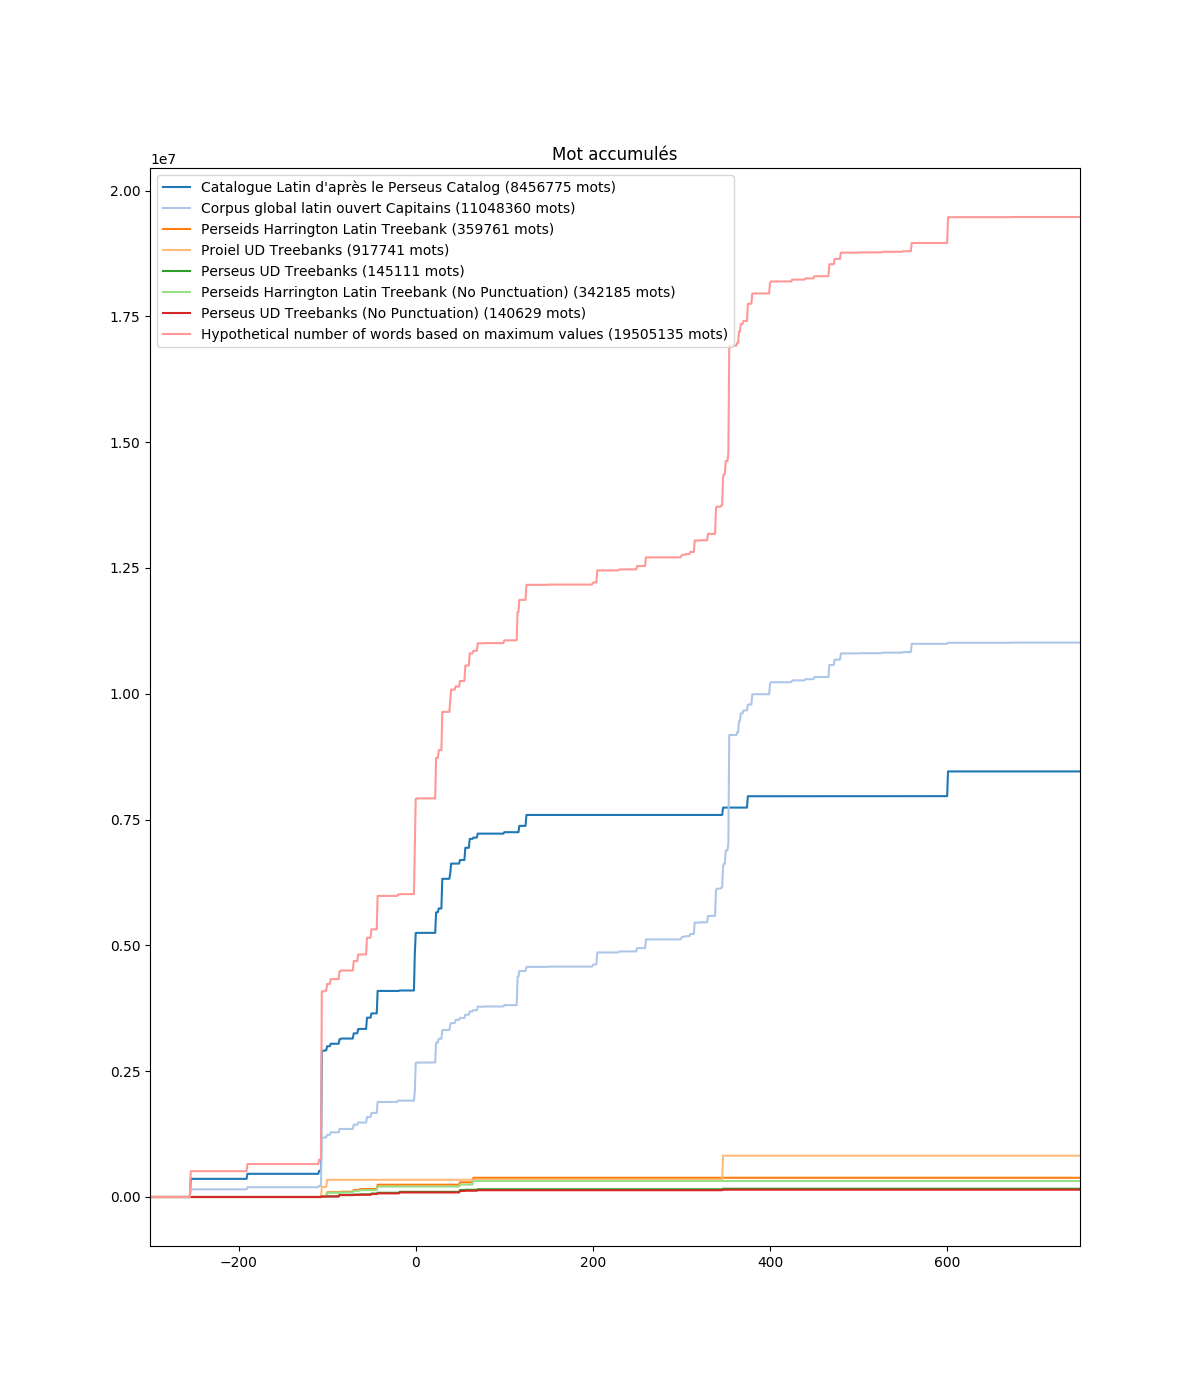 Mot accumulés
1e7
2.00
1.75
1.50
1.25
1.00
0.75
0.50
0.25
0.00
Catalogue Latin d'après le Perseus Catalog (8456775 mots)
Corpus global latin ouvert Capitains (11048360 mots)
Perseids Harrington Latin Treebank (359761 mots)
Proiel UD Treebanks (917741 mots)
Perseus UD Treebanks (145111 mots)
Perseids Harrington Latin Treebank (No Punctuation) (342185 mots)
Perseus UD Treebanks (No Punctuation) (140629 mots)
Hypothetical number of words based on maximum values (19505135 mots)
−200 0 200 400 600